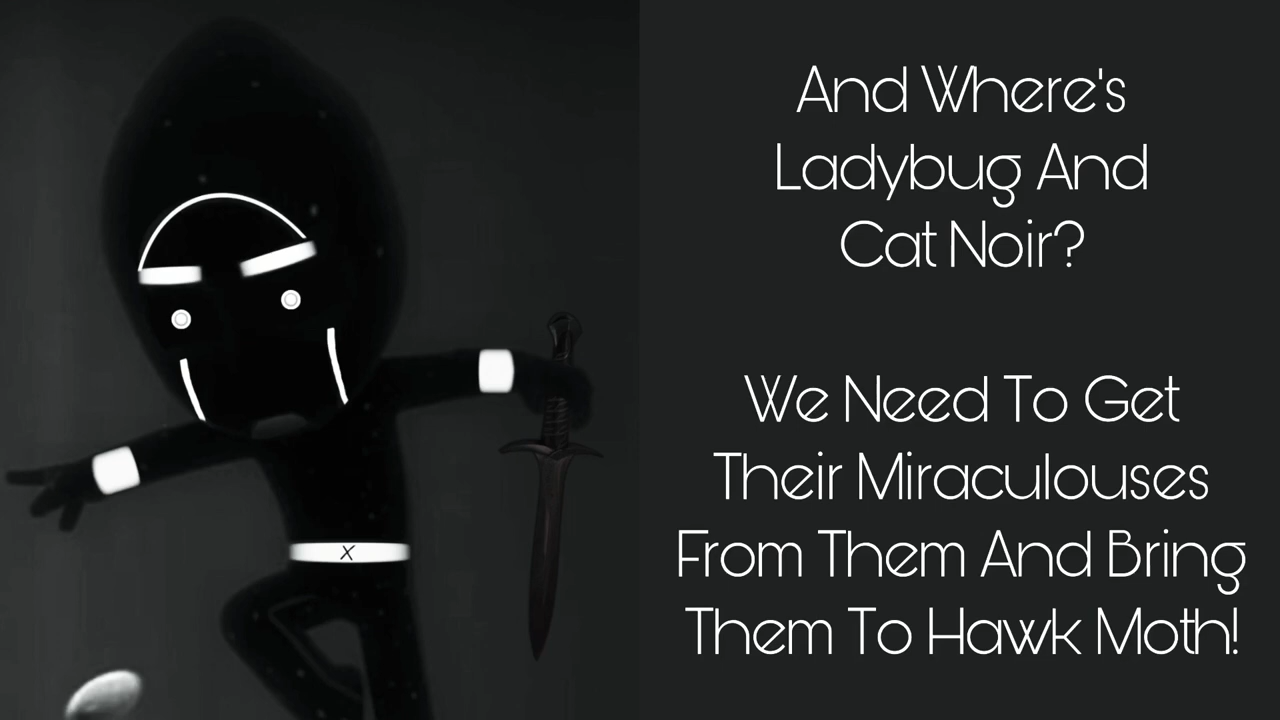 And Where's
Ladybug And
Cat Noir?
We Need To Get
Their Miraculouses
From Them And Bring
Them To Hawk Moth!
X